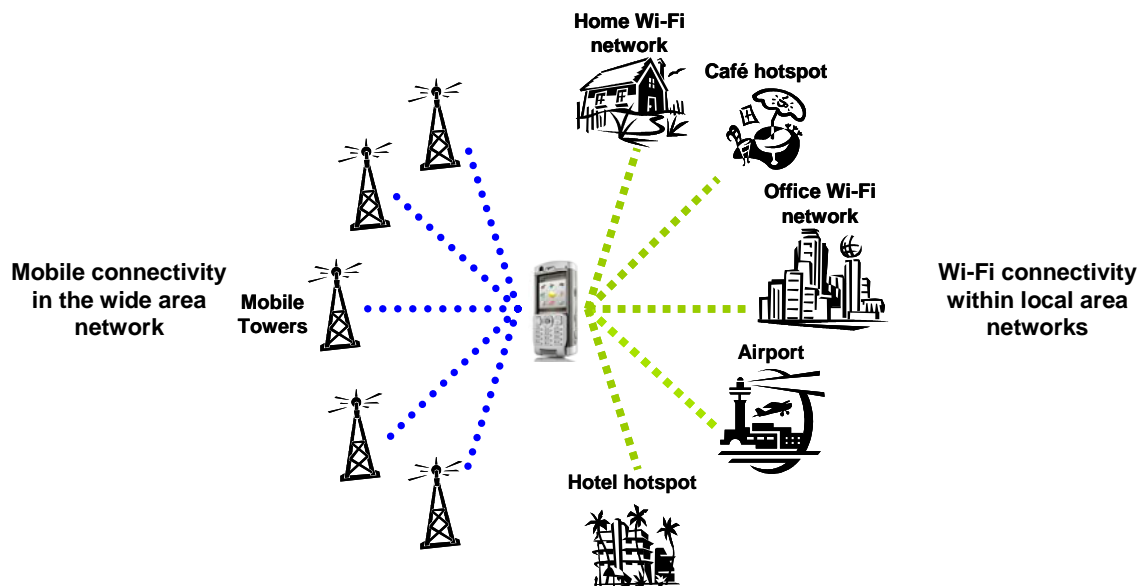 Home Wi-Fi
network
Café hotspot
Office Wi-Fi
network
Mobile connectivity
in the wide area
network
Mobile
Towers
Wi-Fi connectivity
within local area
networks
Airport
Hotel hotspot